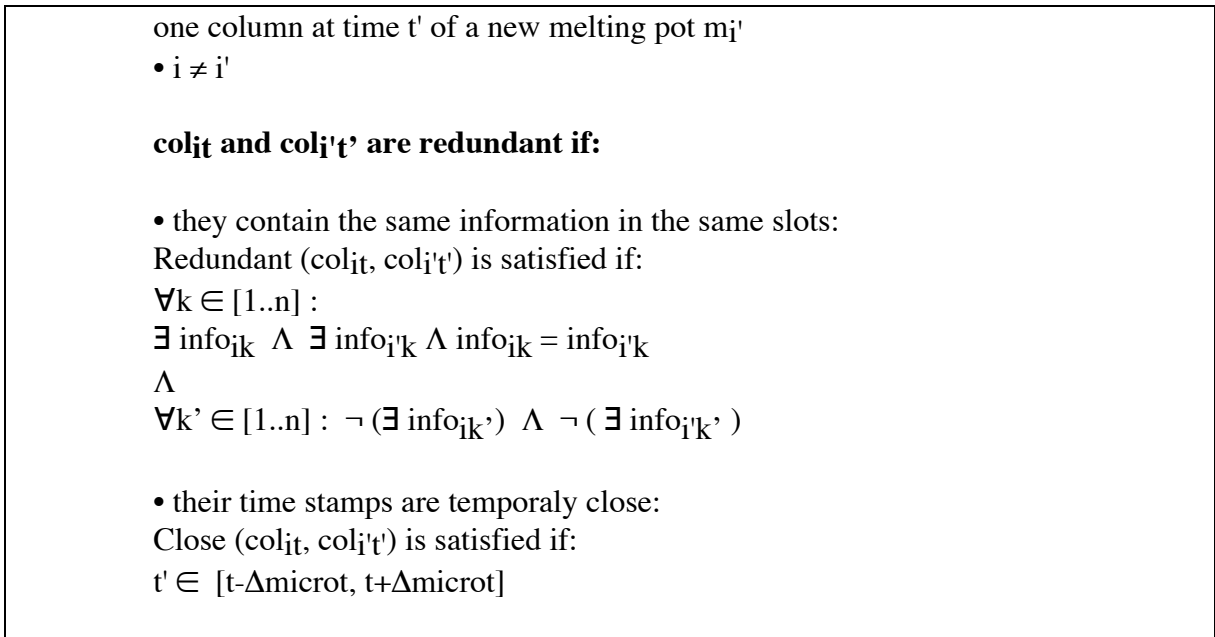 one column at time t' of a new melting pot mi'
• i ≠ i'
colit and coli't’ are redundant if:
• they contain the same information in the same slots:
Redundant (colit, coli't') is satisfied if:
∀k ∈ [1..n] :
∃ infoik Λ ∃ infoi'k Λ infoik = infoi'k
Λ
∀k’ ∈ [1..n] : ¬ (∃ infoik’) Λ ¬ ( ∃ infoi'k’ )
• their time stamps are temporaly close:
Close (colit, coli't') is satisfied if:
t' ∈ [t-Δmicrot, t+Δmicrot]